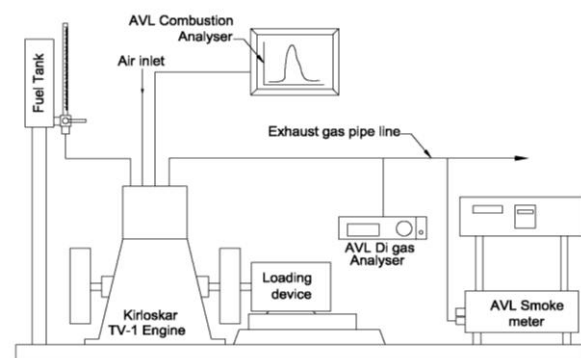 AVL Combustion
Analyser
Air inlet
Fuel Tank
Exhaust gas pipe line
AVL Di gas
Analyser
Loading
device
Kirloskar
TV-1 Engine
AVL Smoke
meter